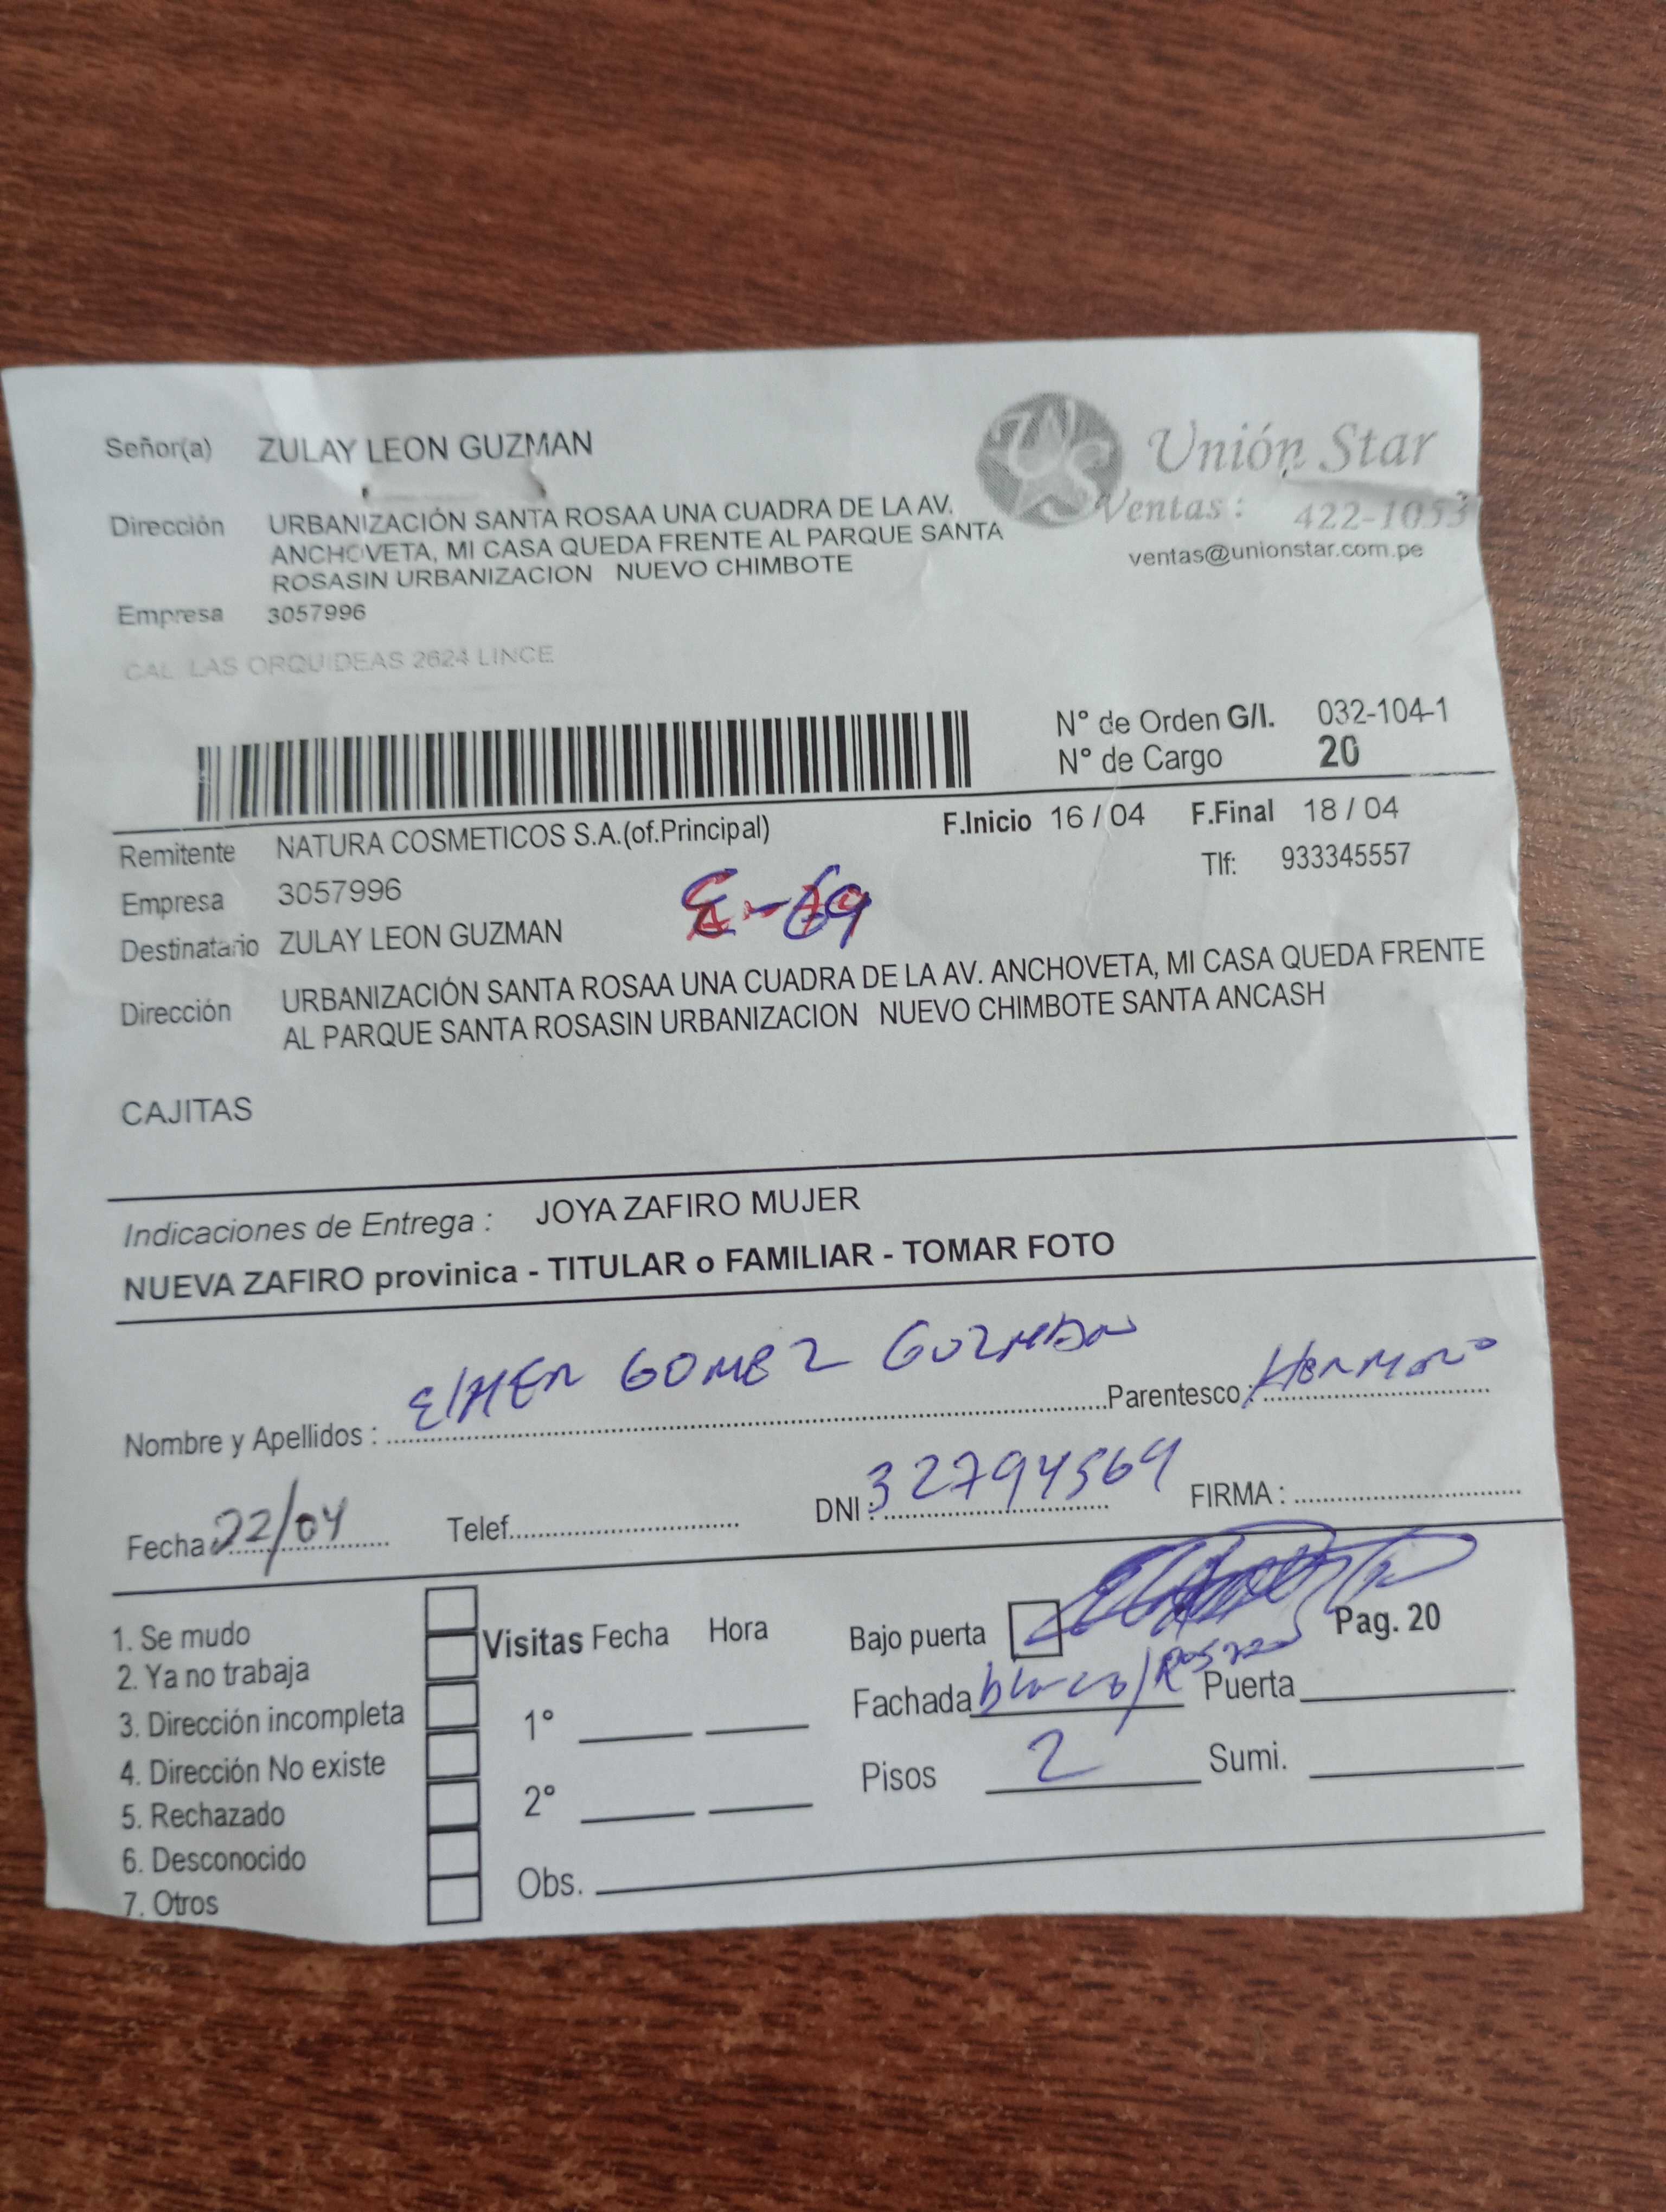 Señor(a) ZULAY LEON GUZMAN
Unión Star
Ventas: 422-1053
ventas@unionstar.com.pe
Dirección URBANIZACIÓN SANTA ROSAA UNA CUADRA DE LA AV.
ANCHOVETA, MI CASA QUEDA FRENTE AL PARQUE SANTA
ROSASIN URBANIZACION NUEVO CHIMBOTE
Empresa 3057996
CAL LAS ORQUIDEAS 2624 LINCE
N° de Orden G/I. 032-104-1
N° de Cargo 20
Remitente NATURA COSMETICOS S.A.(of.Principal) F.Inicio 16 / 04 F.Final 18 / 04
Tlf: 933345557
Empresa 3057996
E-69
Destinatario ZULAY LEON GUZMAN
Dirección URBANIZACIÓN SANTA ROSAA UNA CUADRA DE LA AV. ANCHOVETA, MI CASA QUEDA FRENTE
AL PARQUE SANTA ROSASIN URBANIZACION NUEVO CHIMBOTE SANTA ANCASH
CAJITAS
Indicaciones de Entrega : JOYA ZAFIRO MUJER
NUEVA ZAFIRO provinica - TITULAR o FAMILIAR - TOMAR FOTO
Nombre y Apellidos : ElMER GOMEZ GUZMAN Parentesco : HERMANO
Fecha 22/04 Telef. DNI : 32794569 FIRMA :
1. Se mudo
2. Ya no trabaja
3. Dirección incompleta
4. Dirección No existe
5. Rechazado
6. Desconocido
7. Otros
Visitas Fecha Hora
1°
2°
Obs.
Bajo puerta Pag. 20
Fachada blanco/Rosado Puerta
Pisos 2 Sumi.